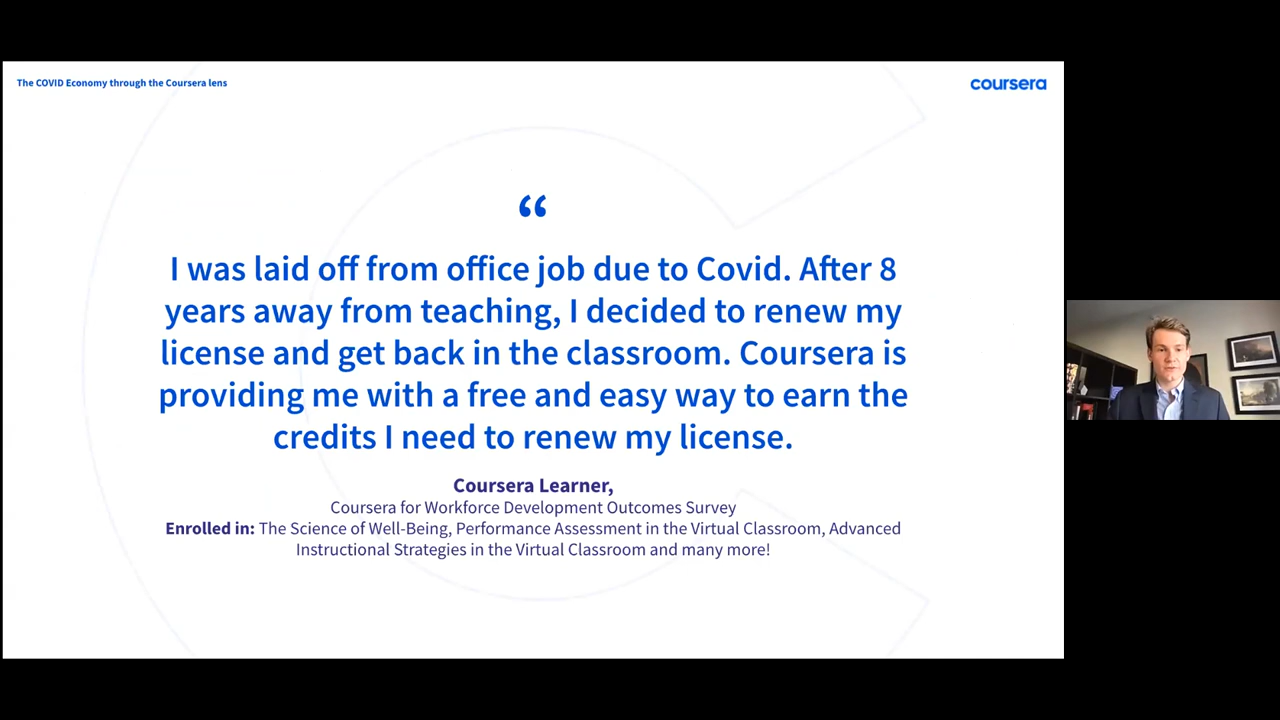 The COVID Economy through the Coursera lens
coursera
“
I was laid off from office job due to Covid. After 8
years away from teaching, I decided to renew my
license and get back in the classroom. Coursera is
providing me with a free and easy way to earn the
credits I need to renew my license.
Coursera Learner,
Coursera for Workforce Development Outcomes Survey
Enrolled in: The Science of Well-Being, Performance Assessment in the Virtual Classroom, Advanced
Instructional Strategies in the Virtual Classroom and many more!